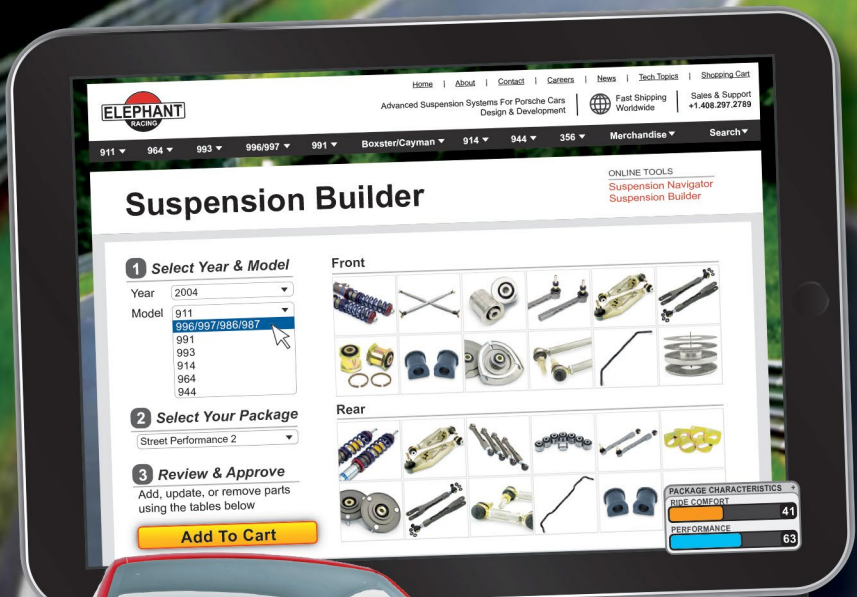 Home | About | Contact | Careers | News | Tech Topics | Shopping Cart
ELEPHANT
RACING
Advanced Suspension Systems For Porsche Cars
Design & Development
Fast Shipping
Worldwide
Sales & Support
+1.408.297.2789
911 964 993 996/997 991 Boxster/Cayman 914 944 356 Merchandise Search
Suspension Builder
ONLINE TOOLS
Suspension Navigator
Suspension Builder
1 Select Year & Model
Year 2004
Model 911
996/997/986/987
991
993
914
964
944
2 Select Your Package
Street Performance 2
3 Review & Approve
Add, update, or remove parts
using the tables below
Add To Cart
Front
Rear
PACKAGE CHARACTERISTICS +
RIDE COMFORT
41
PERFORMANCE
63